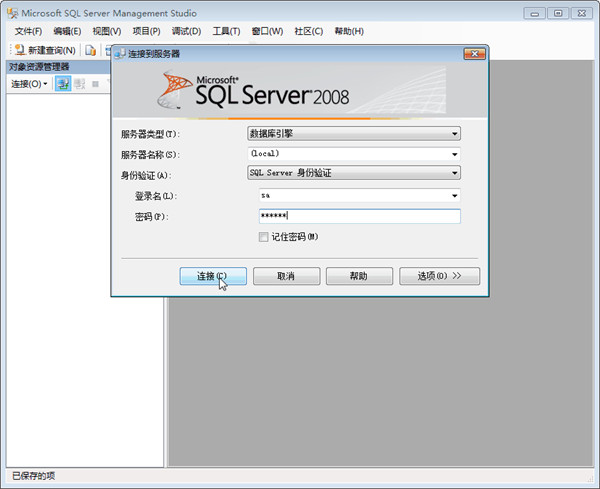 Microsoft SQL Server Management Studio
文件(F) 编辑(E) 视图(V) 项目(P) 调试(D) 工具(T) 窗口(W) 社区(C) 帮助(H)
新建查询(N)
对象资源管理器
连接(O)
连接到服务器
Microsoft
SQL Server 2008
服务器类型(T): 数据库引擎
服务器名称(S): (local)
身份验证(A): SQL Server 身份验证
登录名(L): sa
密码(P): ******
记住密码(M)
连接(C) 取消 帮助 选项(O) >>
已保存的项